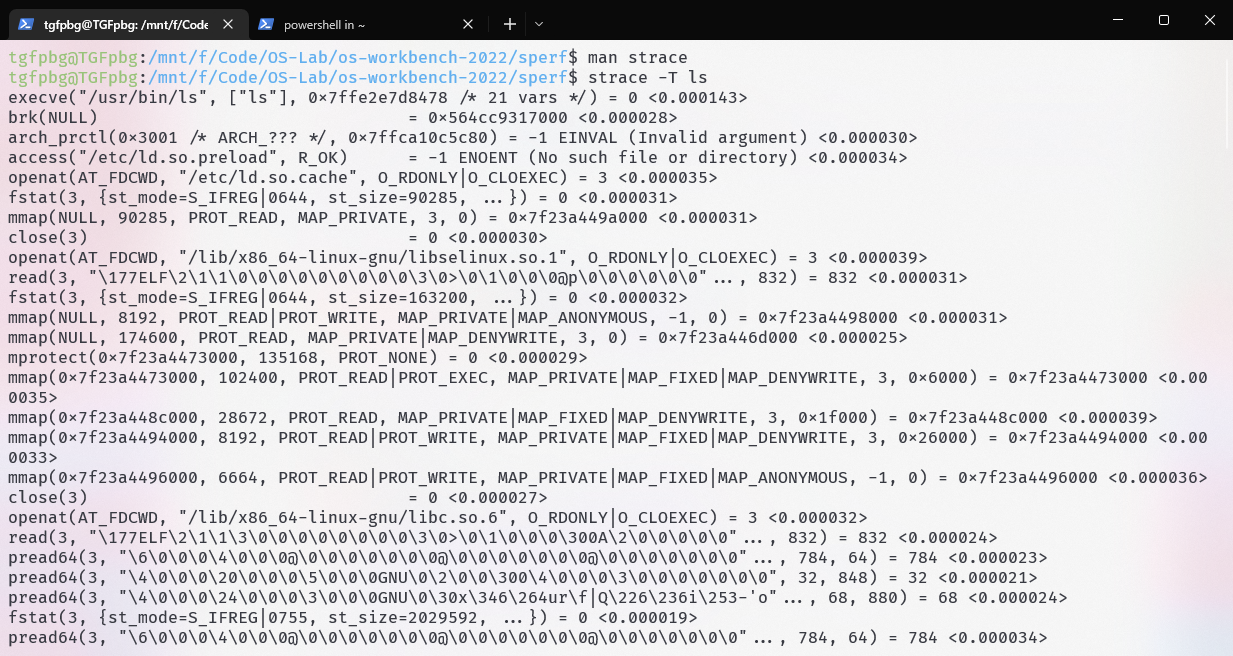 tgfpbg@TGFpbg: /mnt/f/Code
powershell in ~
tgfpbg@TGFpbg:/mnt/f/Code/OS-Lab/os-workbench-2022/sperf$ man strace
tgfpbg@TGFpbg:/mnt/f/Code/OS-Lab/os-workbench-2022/sperf$ strace -T ls
execve("/usr/bin/ls", ["ls"], 0x7ffe2e7d8478 /* 21 vars */) = 0 <0.000143>
brk(NULL)                               = 0x564cc9317000 <0.000028>
arch_prctl(0x3001 /* ARCH_??? */, 0x7ffca10c5c80) = -1 EINVAL (Invalid argument) <0.000030>
access("/etc/ld.so.preload", R_OK)      = -1 ENOENT (No such file or directory) <0.000034>
openat(AT_FDCWD, "/etc/ld.so.cache", O_RDONLY|O_CLOEXEC) = 3 <0.000035>
fstat(3, {st_mode=S_IFREG|0644, st_size=90285, ...}) = 0 <0.000031>
mmap(NULL, 90285, PROT_READ, MAP_PRIVATE, 3, 0) = 0x7f23a449a000 <0.000031>
close(3)                                = 0 <0.000030>
openat(AT_FDCWD, "/lib/x86_64-linux-gnu/libselinux.so.1", O_RDONLY|O_CLOEXEC) = 3 <0.000039>
read(3, "\177ELF\2\1\1\0\0\0\0\0\0\0\0\0\3\0>\0\1\0\0\0@p\0\0\0\0\0\0"..., 832) = 832 <0.000031>
fstat(3, {st_mode=S_IFREG|0644, st_size=163200, ...}) = 0 <0.000032>
mmap(NULL, 8192, PROT_READ|PROT_WRITE, MAP_PRIVATE|MAP_ANONYMOUS, -1, 0) = 0x7f23a4498000 <0.000031>
mmap(NULL, 174600, PROT_READ, MAP_PRIVATE|MAP_DENYWRITE, 3, 0) = 0x7f23a446d000 <0.000025>
mprotect(0x7f23a4473000, 135168, PROT_NONE) = 0 <0.000029>
mmap(0x7f23a4473000, 102400, PROT_READ|PROT_EXEC, MAP_PRIVATE|MAP_FIXED|MAP_DENYWRITE, 3, 0x6000) = 0x7f23a4473000 <0.00
0035>
mmap(0x7f23a448c000, 28672, PROT_READ, MAP_PRIVATE|MAP_FIXED|MAP_DENYWRITE, 3, 0x1f000) = 0x7f23a448c000 <0.000039>
mmap(0x7f23a4494000, 8192, PROT_READ|PROT_WRITE, MAP_PRIVATE|MAP_FIXED|MAP_DENYWRITE, 3, 0x26000) = 0x7f23a4494000 <0.00
0033>
mmap(0x7f23a4496000, 6664, PROT_READ|PROT_WRITE, MAP_PRIVATE|MAP_FIXED|MAP_ANONYMOUS, -1, 0) = 0x7f23a4496000 <0.000036>
close(3)                                = 0 <0.000027>
openat(AT_FDCWD, "/lib/x86_64-linux-gnu/libc.so.6", O_RDONLY|O_CLOEXEC) = 3 <0.000032>
read(3, "\177ELF\2\1\1\3\0\0\0\0\0\0\0\0\3\0>\0\1\0\0\0\300A\2\0\0\0\0\0"..., 832) = 832 <0.000024>
pread64(3, "\6\0\0\0\4\0\0\0@\0\0\0\0\0\0\0@\0\0\0\0\0\0\0@\0\0\0\0\0\0\0"..., 784, 64) = 784 <0.000023>
pread64(3, "\4\0\0\0\20\0\0\0\5\0\0\0GNU\0\2\0\0\300\4\0\0\0\3\0\0\0\0\0\0\0", 32, 848) = 32 <0.000021>
pread64(3, "\4\0\0\0\24\0\0\0\3\0\0\0GNU\0\30x\346\264ur\f|Q\226\236i\253-'o"..., 68, 880) = 68 <0.000024>
fstat(3, {st_mode=S_IFREG|0755, st_size=2029592, ...}) = 0 <0.000019>
pread64(3, "\6\0\0\0\4\0\0\0@\0\0\0\0\0\0\0@\0\0\0\0\0\0\0@\0\0\0\0\0\0\0"..., 784, 64) = 784 <0.000034>